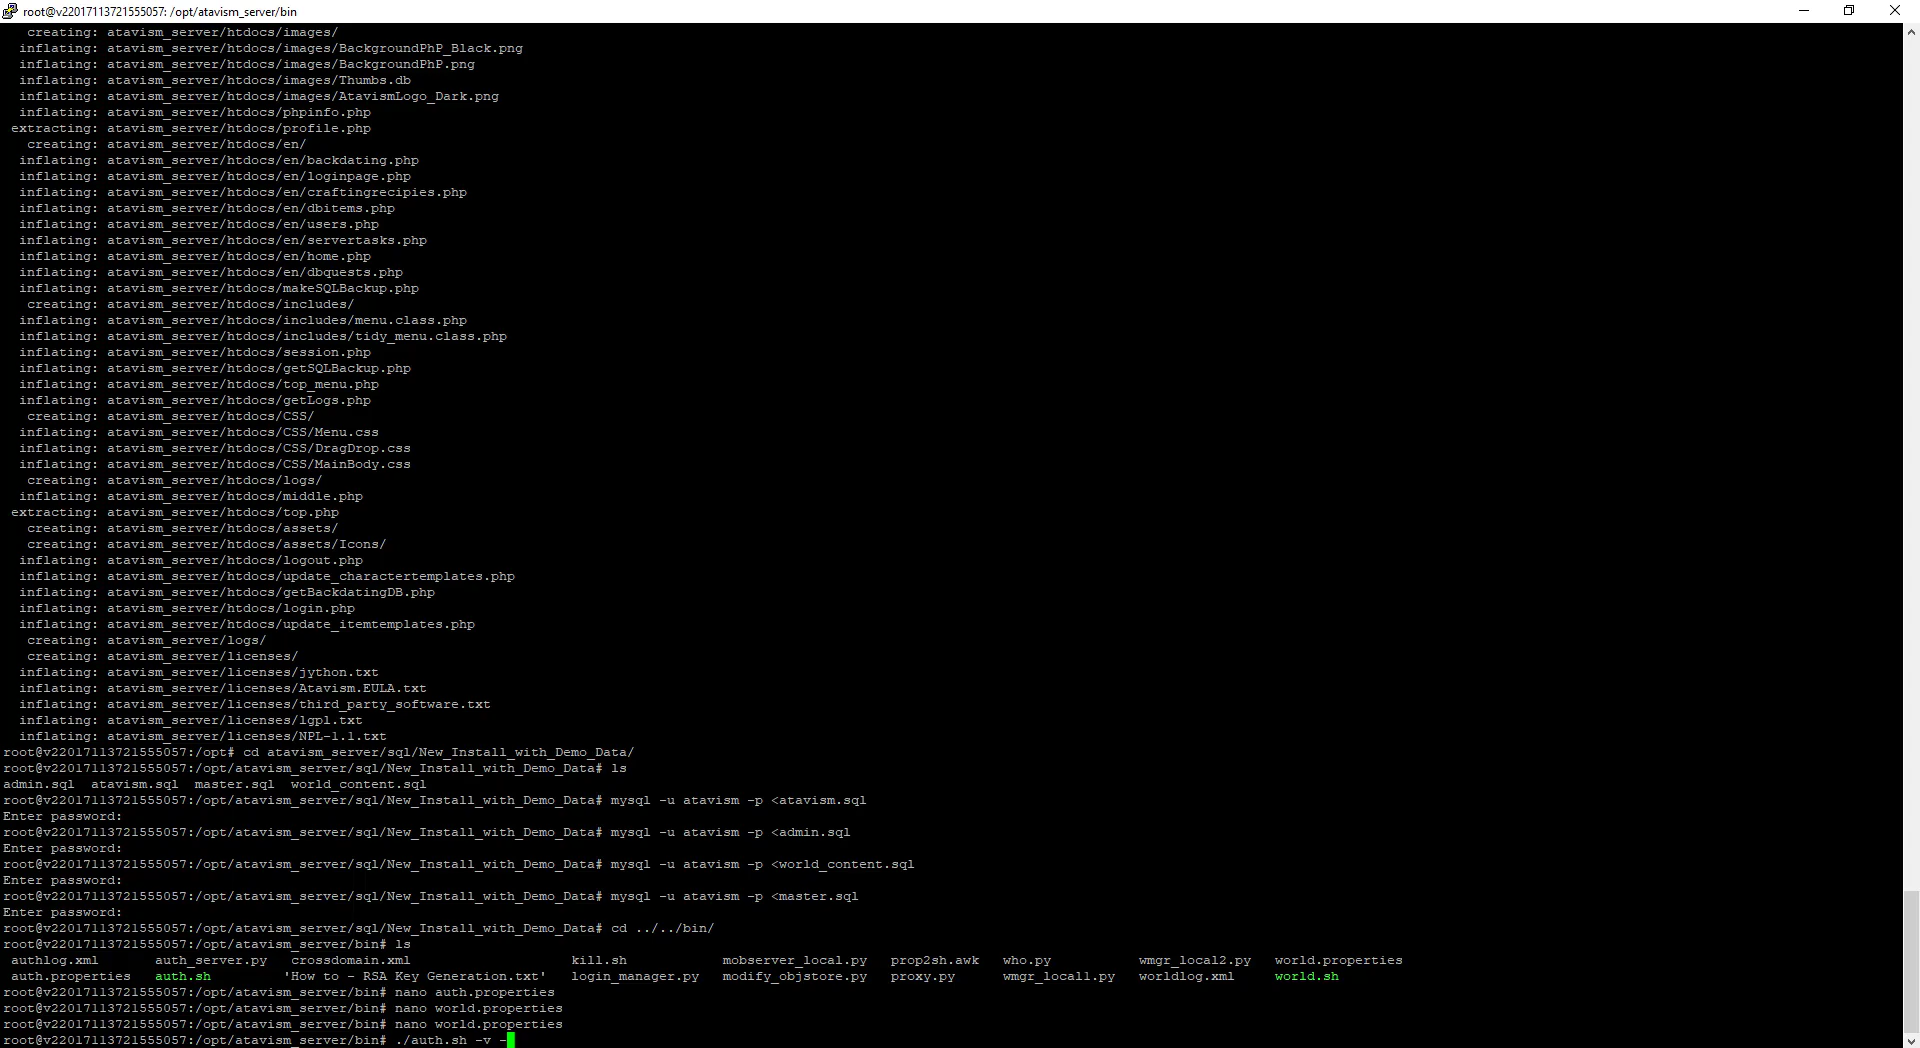 root@v22017113721555057: /opt/atavism_server/bin
creating: atavism_server/htdocs/images/
inflating: atavism_server/htdocs/images/BackgroundPhP_Black.png
inflating: atavism_server/htdocs/images/BackgroundPhP.png
inflating: atavism_server/htdocs/images/Thumbs.db
inflating: atavism_server/htdocs/images/AtavismLogo_Dark.png
inflating: atavism_server/htdocs/phpinfo.php
extracting: atavism_server/htdocs/profile.php
creating: atavism_server/htdocs/en/
inflating: atavism_server/htdocs/en/backdating.php
inflating: atavism_server/htdocs/en/loginpage.php
inflating: atavism_server/htdocs/en/craftingrecipies.php
inflating: atavism_server/htdocs/en/dbitems.php
inflating: atavism_server/htdocs/en/users.php
inflating: atavism_server/htdocs/en/servertasks.php
inflating: atavism_server/htdocs/en/home.php
inflating: atavism_server/htdocs/en/dbquests.php
inflating: atavism_server/htdocs/makeSQLBackup.php
creating: atavism_server/htdocs/includes/
inflating: atavism_server/htdocs/includes/menu.class.php
inflating: atavism_server/htdocs/includes/tidy_menu.class.php
inflating: atavism_server/htdocs/session.php
inflating: atavism_server/htdocs/getSQLBackup.php
inflating: atavism_server/htdocs/top_menu.php
inflating: atavism_server/htdocs/getLogs.php
creating: atavism_server/htdocs/CSS/
inflating: atavism_server/htdocs/CSS/Menu.css
inflating: atavism_server/htdocs/CSS/DragDrop.css
inflating: atavism_server/htdocs/CSS/MainBody.css
creating: atavism_server/htdocs/logs/
inflating: atavism_server/htdocs/middle.php
extracting: atavism_server/htdocs/top.php
creating: atavism_server/htdocs/assets/
creating: atavism_server/htdocs/assets/Icons/
inflating: atavism_server/htdocs/logout.php
inflating: atavism_server/htdocs/update_charactertemplates.php
inflating: atavism_server/htdocs/getBackdatingDB.php
inflating: atavism_server/htdocs/login.php
inflating: atavism_server/htdocs/update_itemtemplates.php
creating: atavism_server/logs/
creating: atavism_server/licenses/
inflating: atavism_server/licenses/jython.txt
inflating: atavism_server/licenses/Atavism.EULA.txt
inflating: atavism_server/licenses/third_party_software.txt
inflating: atavism_server/licenses/lgpl.txt
inflating: atavism_server/licenses/NPL-1.1.txt
root@v22017113721555057:/opt# cd atavism_server/sql/New_Install_with_Demo_Data/
root@v22017113721555057:/opt/atavism_server/sql/New_Install_with_Demo_Data# ls
admin.sql  atavism.sql  master.sql  world_content.sql
root@v22017113721555057:/opt/atavism_server/sql/New_Install_with_Demo_Data# mysql -u atavism -p <atavism.sql
Enter password:
root@v22017113721555057:/opt/atavism_server/sql/New_Install_with_Demo_Data# mysql -u atavism -p <admin.sql
Enter password:
root@v22017113721555057:/opt/atavism_server/sql/New_Install_with_Demo_Data# mysql -u atavism -p <world_content.sql
Enter password:
root@v22017113721555057:/opt/atavism_server/sql/New_Install_with_Demo_Data# mysql -u atavism -p <master.sql
Enter password:
root@v22017113721555057:/opt/atavism_server/sql/New_Install_with_Demo_Data# cd ../../bin/
root@v22017113721555057:/opt/atavism_server/bin# ls
authlog.xml  auth_server.py  crossdomain.xml  kill.sh  mobserver_local.py  prop2sh.awk  who.py  wmgr_local2.py  world.properties
auth.properties  auth.sh  'How to - RSA Key Generation.txt'  login_manager.py  modify_objstore.py  proxy.py  wmgr_local1.py  worldlog.xml  world.sh
root@v22017113721555057:/opt/atavism_server/bin# nano auth.properties
root@v22017113721555057:/opt/atavism_server/bin# nano world.properties
root@v22017113721555057:/opt/atavism_server/bin# nano world.properties
root@v22017113721555057:/opt/atavism_server/bin# ./auth.sh -v -